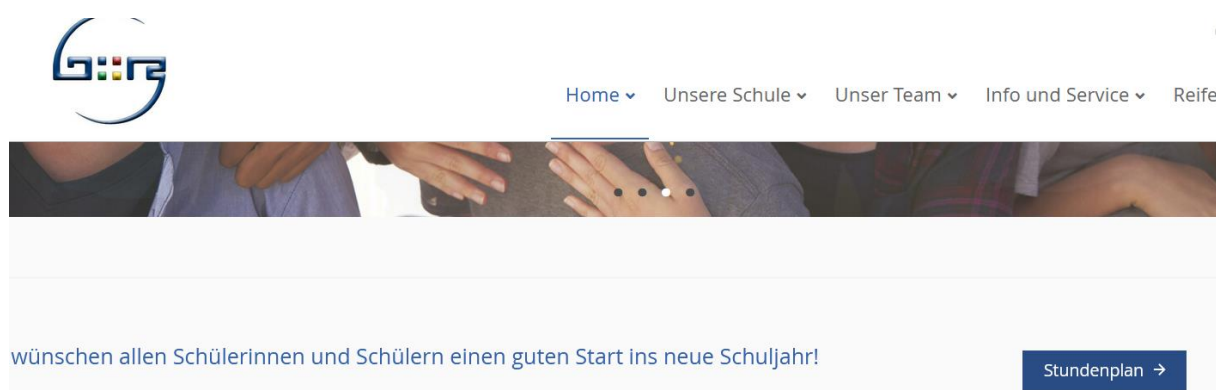 Home
Unsere Schule
Unser Team
Info und Service
Reife
wünschen allen Schülerinnen und Schülern einen guten Start ins neue Schuljahr!
Stundenplan →